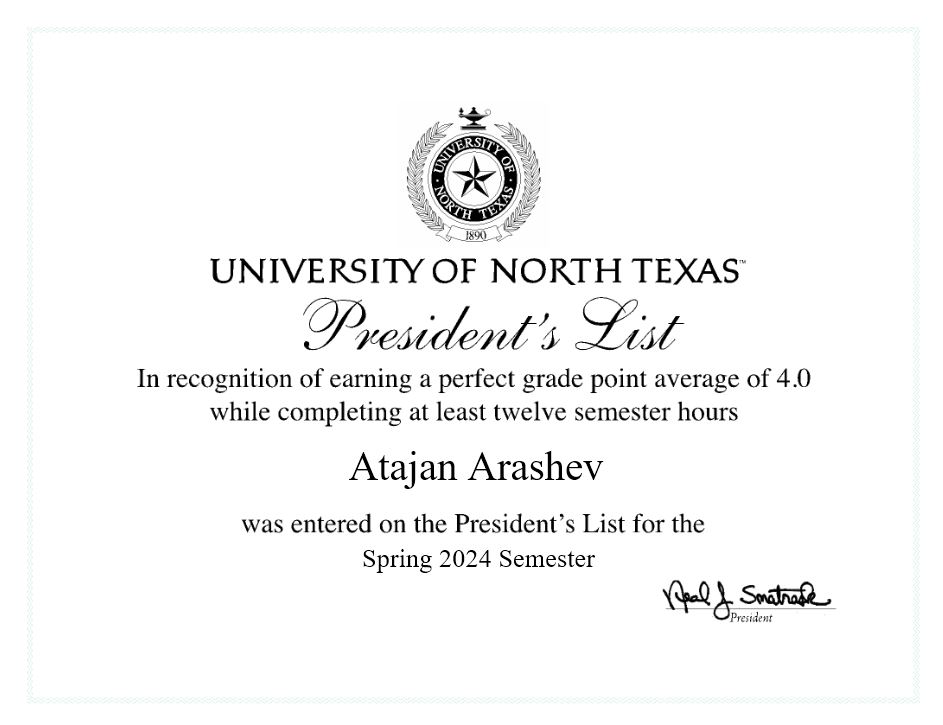 UNIVERSITY OF
NORTH TEXAS
1890
UNIVERSITY OF NORTH TEXAS™
President's List
In recognition of earning a perfect grade point average of 4.0
while completing at least twelve semester hours
Atajan Arashev
was entered on the President's List for the
Spring 2024 Semester
Neal J. Smatresk
President